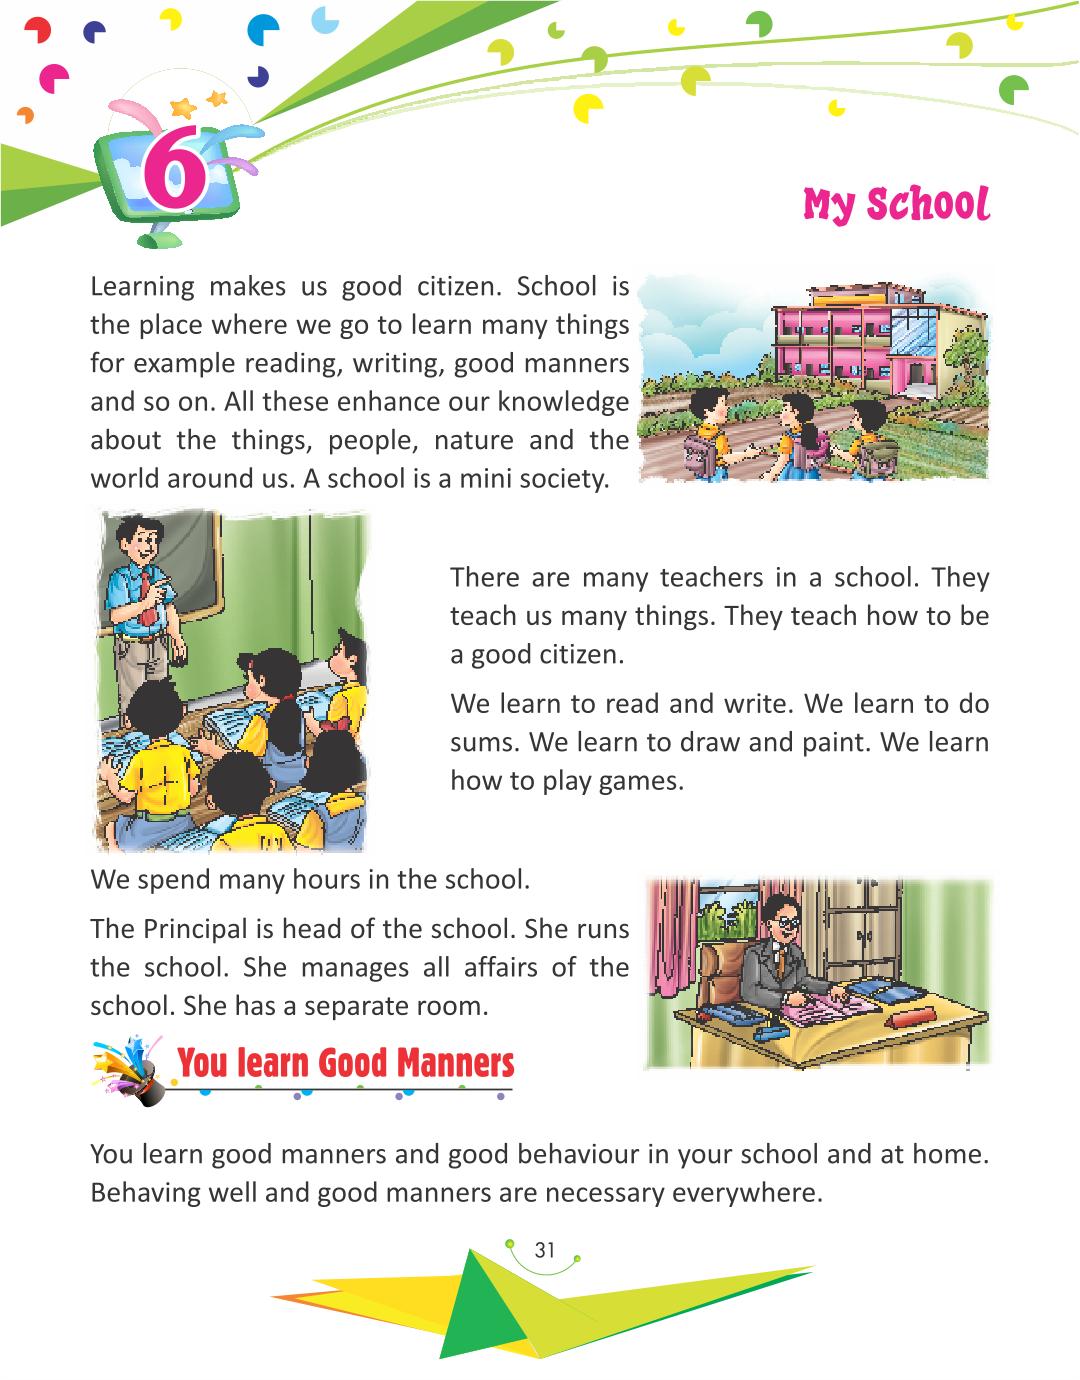 6
My School
Learning makes us good citizen. School is
the place where we go to learn many things
for example reading, writing, good manners
and so on. All these enhance our knowledge
about the things, people, nature and the
world around us. A school is a mini society.
There are many teachers in a school. They
teach us many things. They teach how to be
a good citizen.
We learn to read and write. We learn to do
sums. We learn to draw and paint. We learn
how to play games.
We spend many hours in the school.
The Principal is head of the school. She runs
the school. She manages all affairs of the
school. She has a separate room.
You learn Good Manners
You learn good manners and good behaviour in your school and at home.
Behaving well and good manners are necessary everywhere.
31